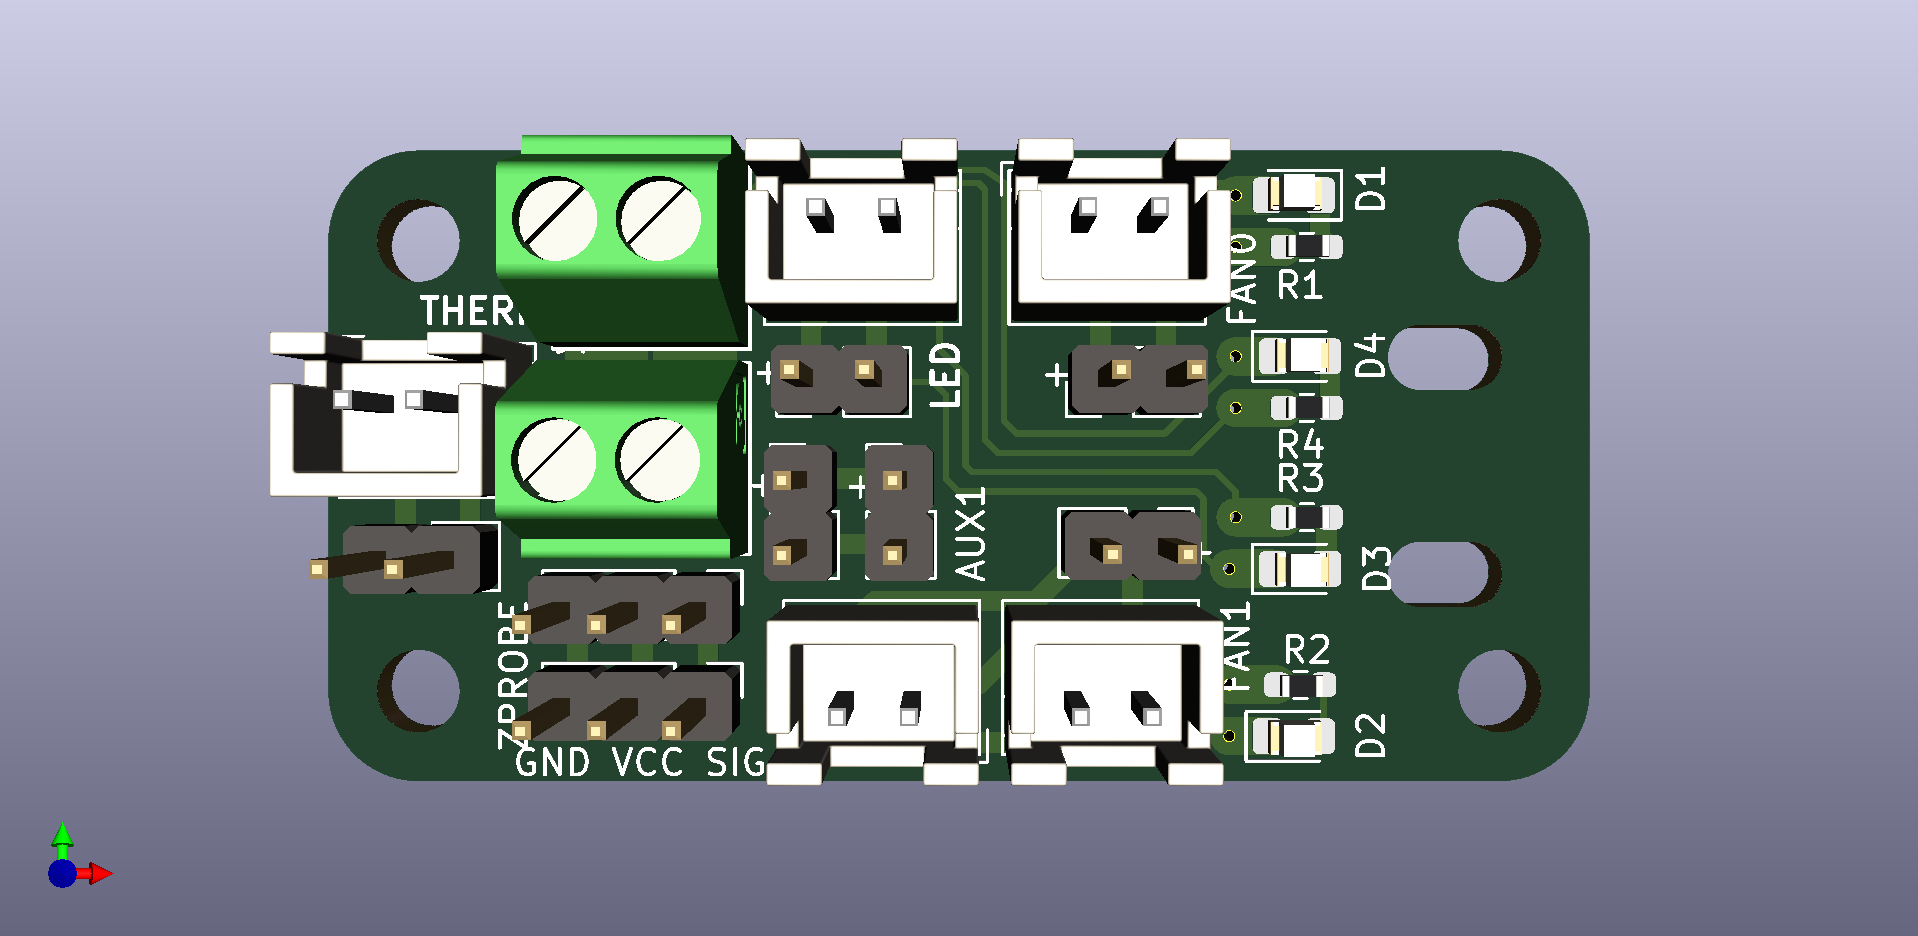 D1
FAN0
R1
THER
D4
LED
+
+
R4
R3
+
+
AUX1
D3
ZPROBE
FAN1
R2
D2
GND VCC SIG